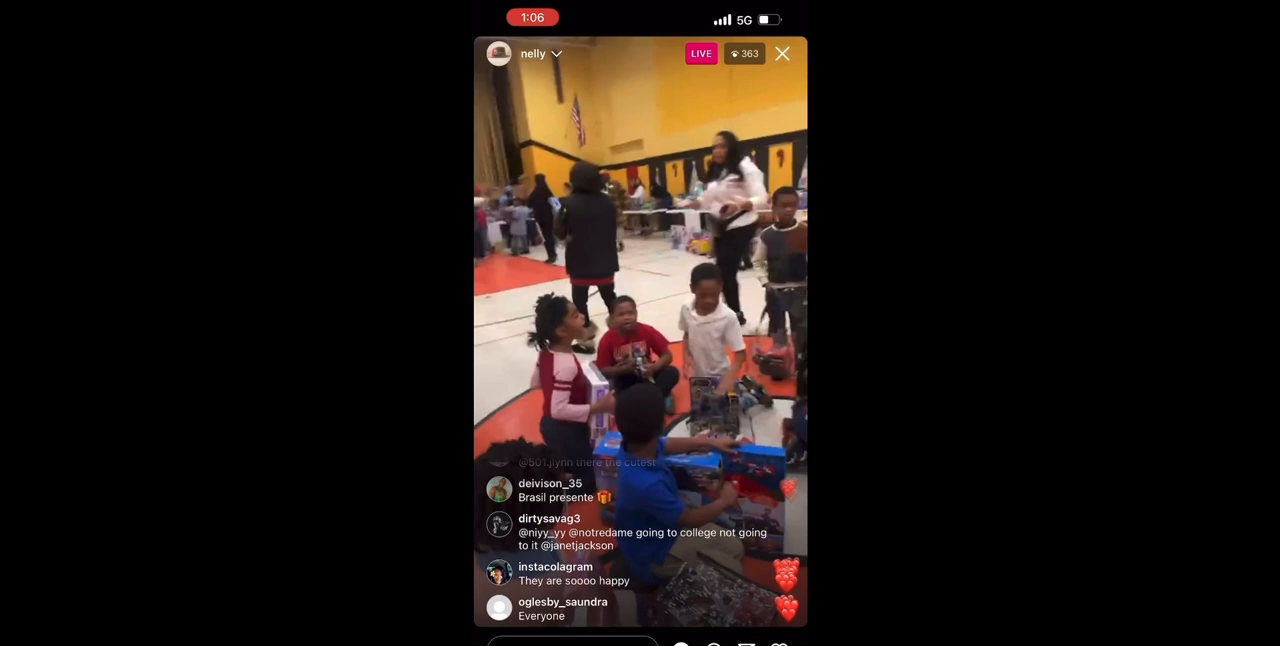 1:06
5G
nelly
LIVE
363
@501.jlynn there the cutest
deivison_35
Brasil presente
dirtysavag3
@niyy_yy @notredame going to college not going
to it @janetjackson
instacolagram
They are soooo happy
oglesby_saundra
Everyone